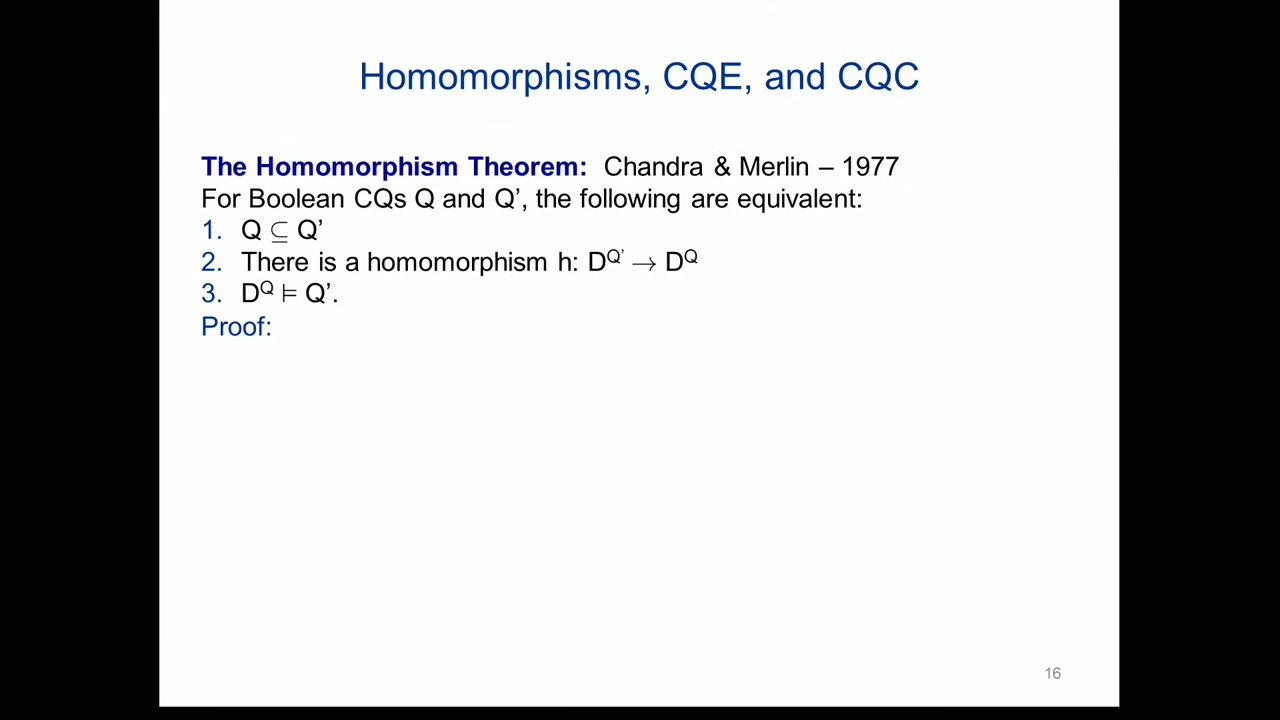 Homomorphisms, CQE, and CQC
The Homomorphism Theorem: Chandra & Merlin – 1977
For Boolean CQs Q and Q’, the following are equivalent:
1. Q ⊆ Q’
2. There is a homomorphism h: D^Q’ → D^Q
3. D^Q ⊨ Q’.
Proof:
16